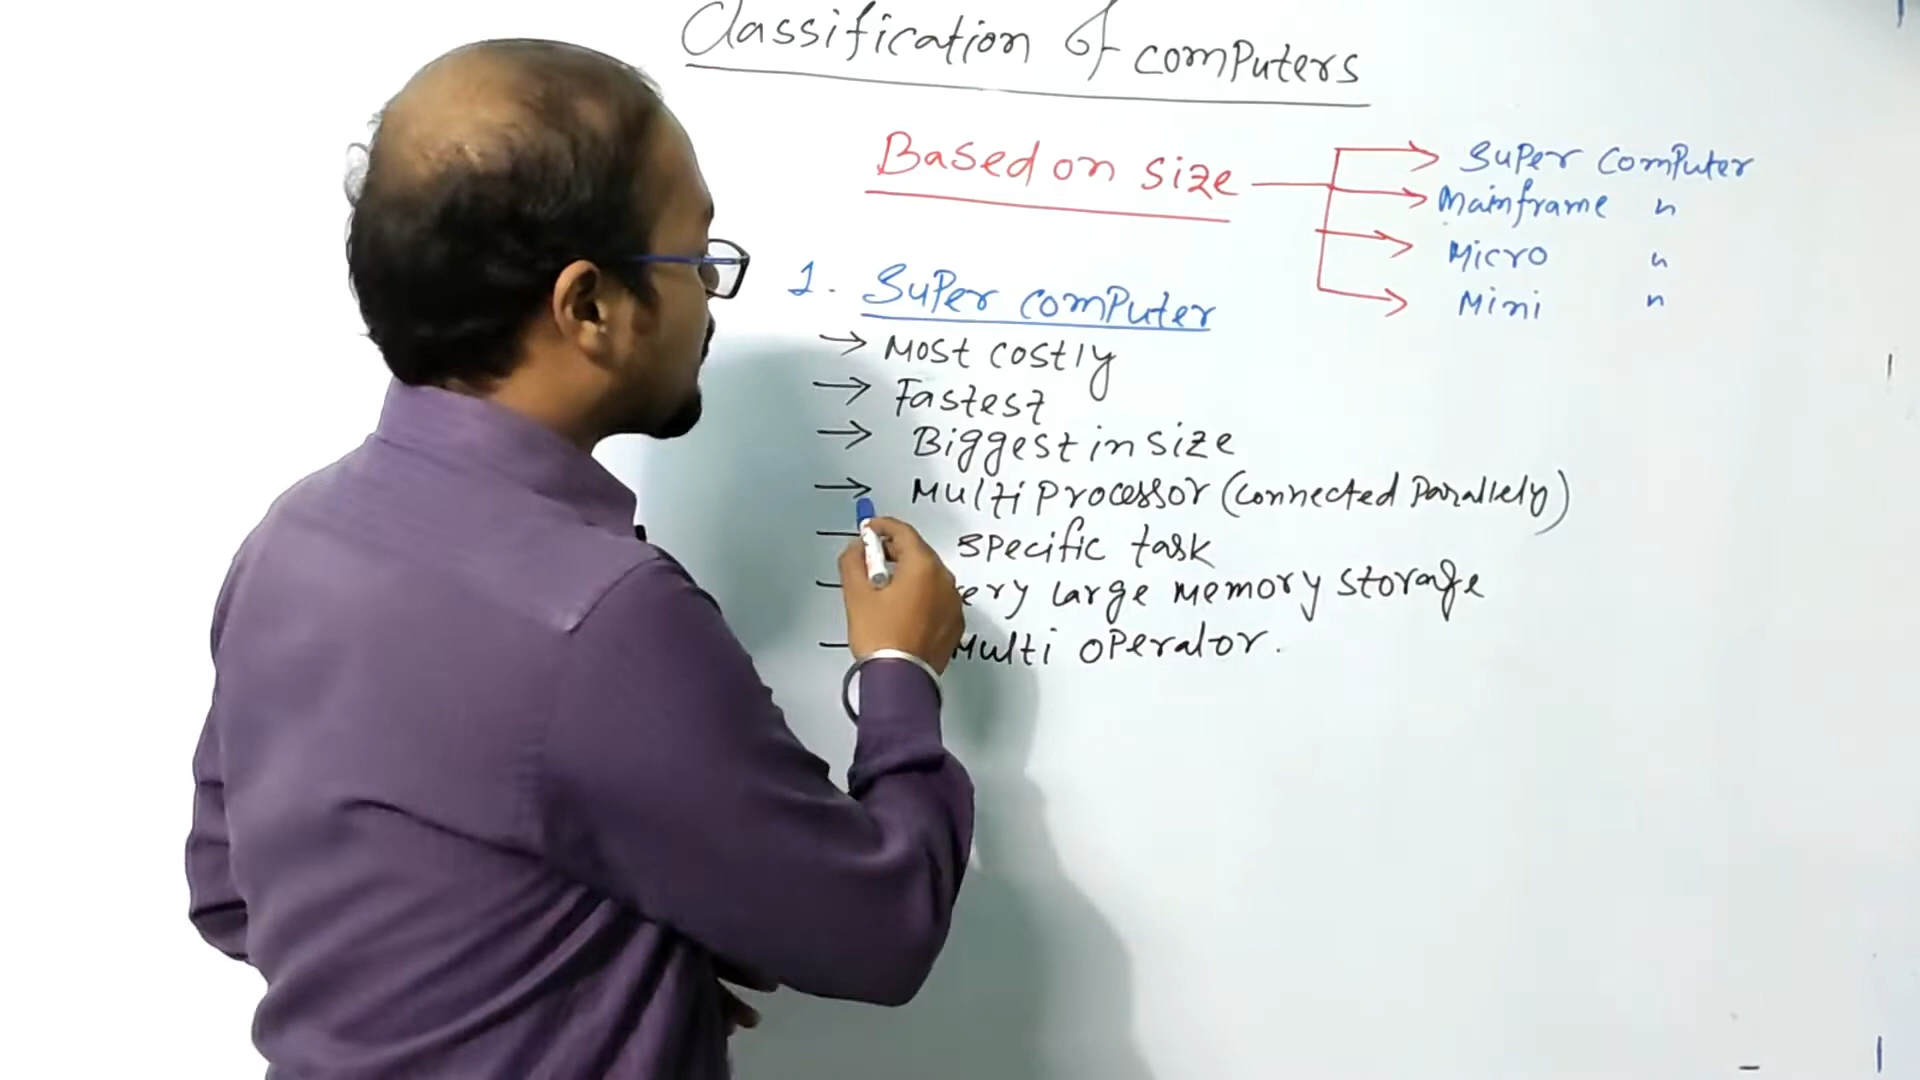 Classification of computers
Based on size
Super Computer
Mainframe "
Micro "
Mini "
1. Super computer
→ Most costly
→ Fastest
→ Biggest in size
→ Multi processor (connected Parallely)
specific task
large memory storage
Multi operator.